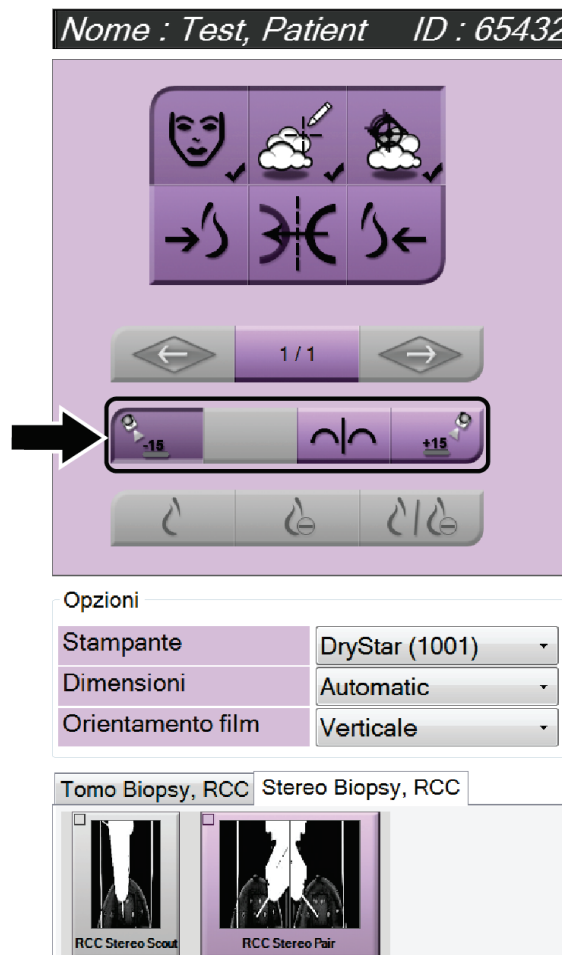 Nome : Test, Patient ID : 65432
1 / 1
-15 +15
Opzioni
Stampante DryStar (1001)
Dimensioni Automatic
Orientamento film Verticale
Tomo Biopsy, RCC Stereo Biopsy, RCC
RCC Stereo Scout RCC Stereo Pair